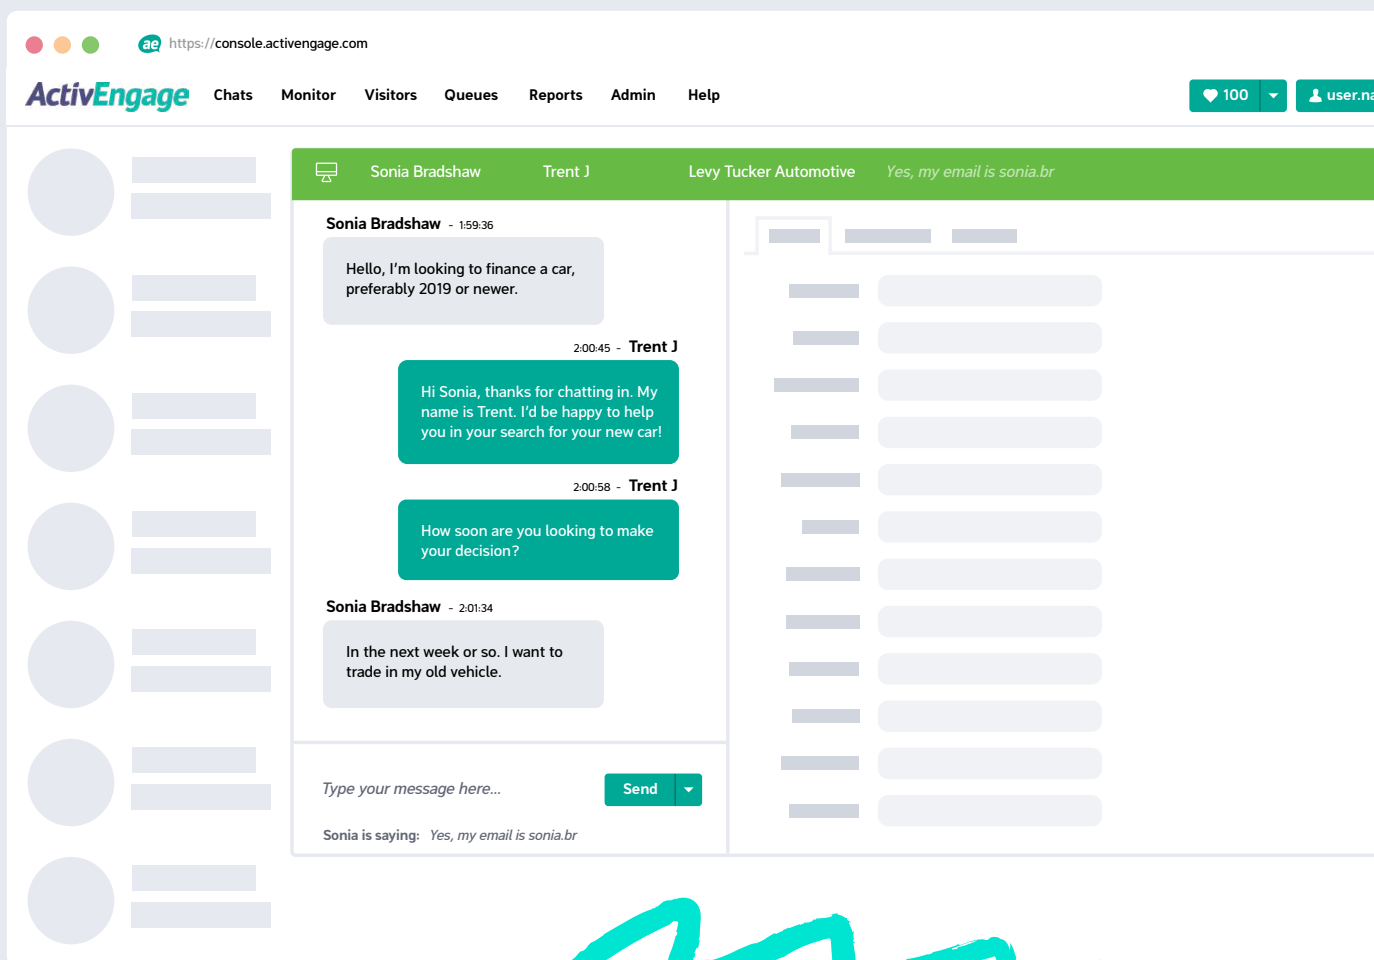 ae https://console.activengage.com
ActivEngage Chats Monitor Visitors Queues Reports Admin Help 100 user.na
Sonia Bradshaw Trent J Levy Tucker Automotive Yes, my email is sonia.br
Sonia Bradshaw - 1:59:36
Hello, I'm looking to finance a car,
preferably 2019 or newer.
2:00:45 - Trent J
Hi Sonia, thanks for chatting in. My
name is Trent. I'd be happy to help
you in your search for your new car!
2:00:58 - Trent J
How soon are you looking to make
your decision?
Sonia Bradshaw - 2:01:34
In the next week or so. I want to
trade in my old vehicle.
Type your message here... Send
Sonia is saying: Yes, my email is sonia.br